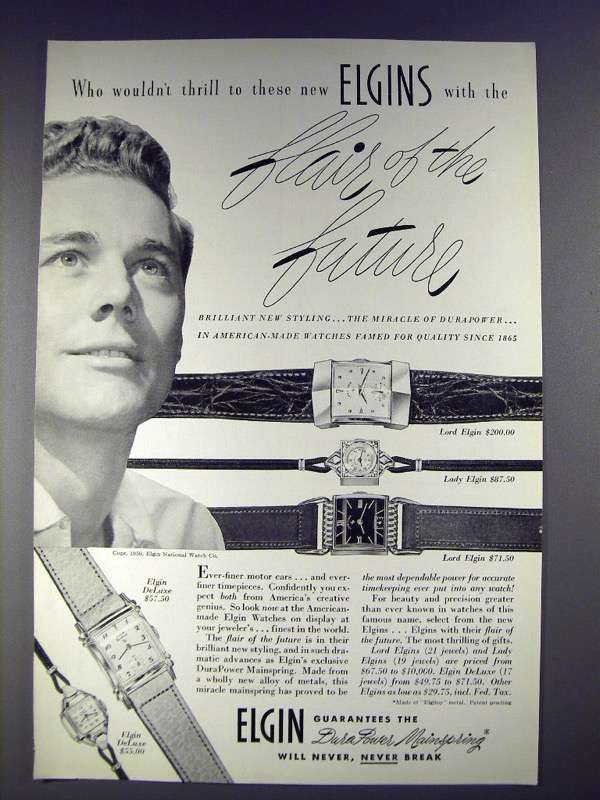 Who wouldn't thrill to these new ELGINS with the
flair of the
future
BRILLIANT NEW STYLING...THE MIRACLE OF DURAPOWER...
IN AMERICAN-MADE WATCHES FAMED FOR QUALITY SINCE 1865
Lord Elgin $200.00
Lady Elgin $87.50
Lord Elgin $71.50
Copr. 1950, Elgin National Watch Co.
Elgin
DeLuxe
$57.50
Elgin
DeLuxe
$55.00
Ever-finer motor cars . . . and ever-
finer timepieces. Confidently you ex-
pect both from America's creative
genius. So look now at the American-
made Elgin Watches on display at
your jeweler's . . . finest in the world.
The flair of the future is in their
brilliant new styling, and in such dra-
matic advances as Elgin's exclusive
DuraPower Mainspring. Made from
a wholly new alloy of metals, this
miracle mainspring has proved to be
the most dependable power for accurate
timekeeping ever put into any watch!
For beauty and precision greater
than ever known in watches of this
famous name, select from the new
Elgins . . . Elgins with their flair of
the future. The most thrilling of gifts.
Lord Elgins (21 jewels) and Lady
Elgins (19 jewels) are priced from
$67.50 to $10,000. Elgin DeLuxe (17
jewels) from $49.75 to $71.50. Other
Elgins as low as $29.75, incl. Fed. Tax.
*Made of "Elgiloy" metal. Patent pending
ELGIN GUARANTEES THE
DuraPower Mainspring*
WILL NEVER, NEVER BREAK